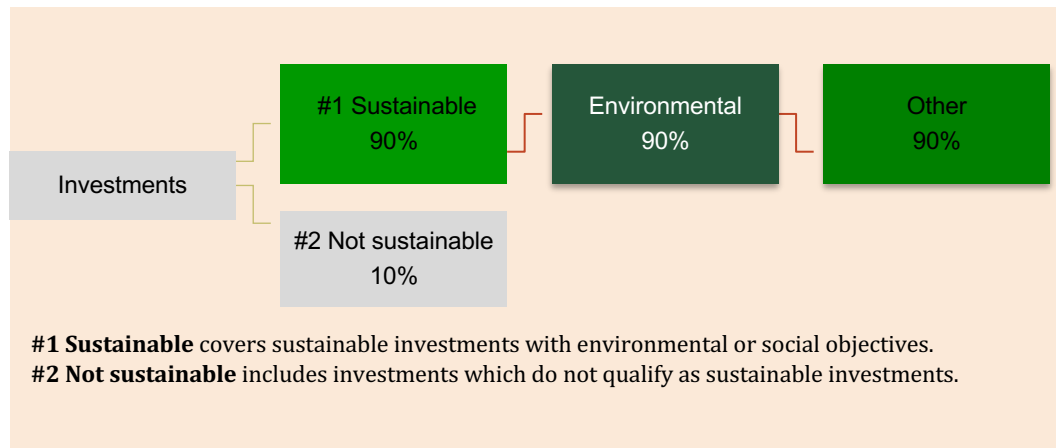 #1 Sustainable
90%
Environmental
90%
Other
90%
Investments
#2 Not sustainable
10%
#1 Sustainable covers sustainable investments with environmental or social objectives.
#2 Not sustainable includes investments which do not qualify as sustainable investments.